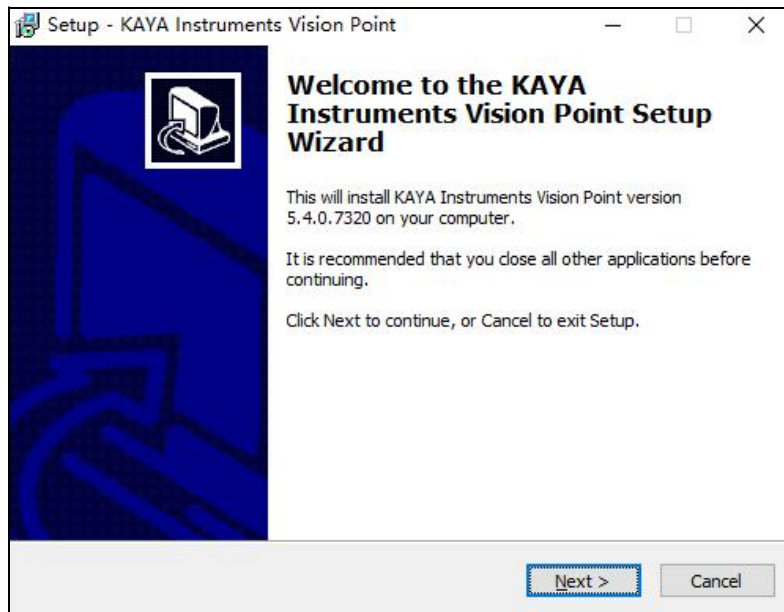 Setup - KAYA Instruments Vision Point
Welcome to the KAYA
Instruments Vision Point Setup
Wizard
This will install KAYA Instruments Vision Point version
5.4.0.7320 on your computer.
It is recommended that you close all other applications before
continuing.
Click Next to continue, or Cancel to exit Setup.
Next >
Cancel